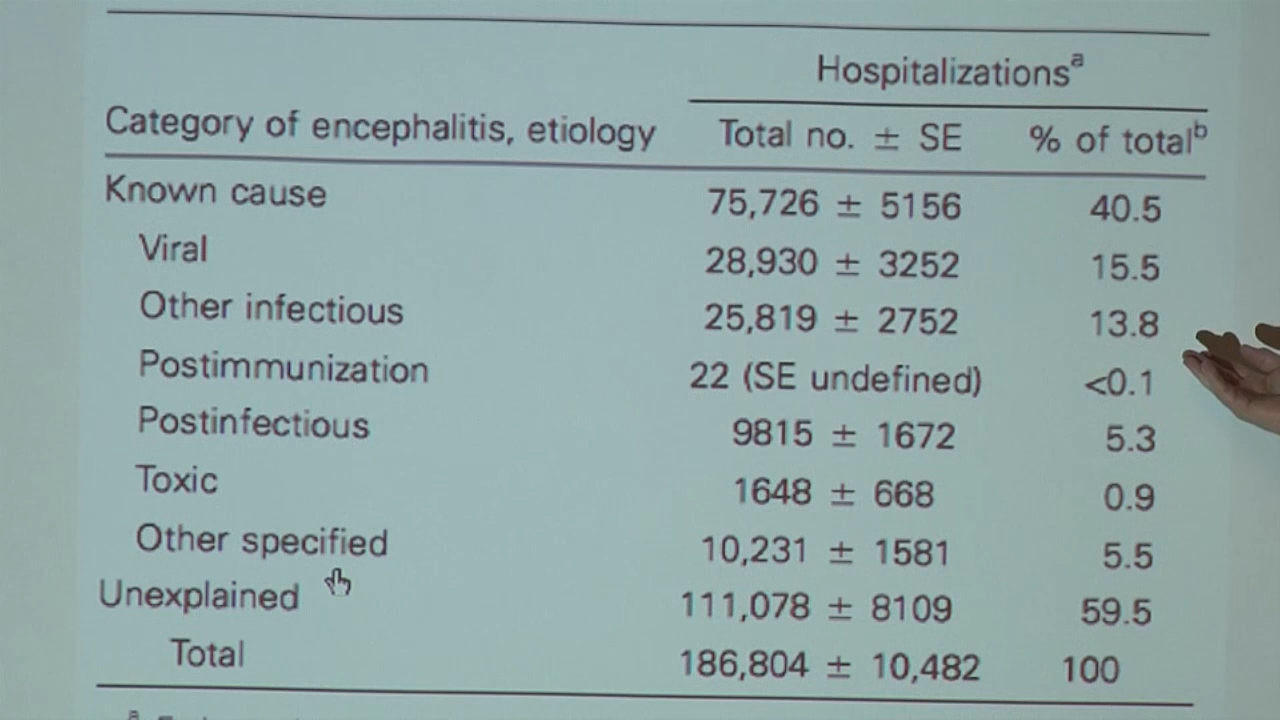 Hospitalizationsª
Category of encephalitis, etiology Total no. ± SE % of totalᵇ
Known cause 75,726 ± 5156 40.5
Viral 28,930 ± 3252 15.5
Other infectious 25,819 ± 2752 13.8
Postimmunization 22 (SE undefined) <0.1
Postinfectious 9815 ± 1672 5.3
Toxic 1648 ± 668 0.9
Other specified 10,231 ± 1581 5.5
Unexplained 111,078 ± 8109 59.5
Total 186,804 ± 10,482 100